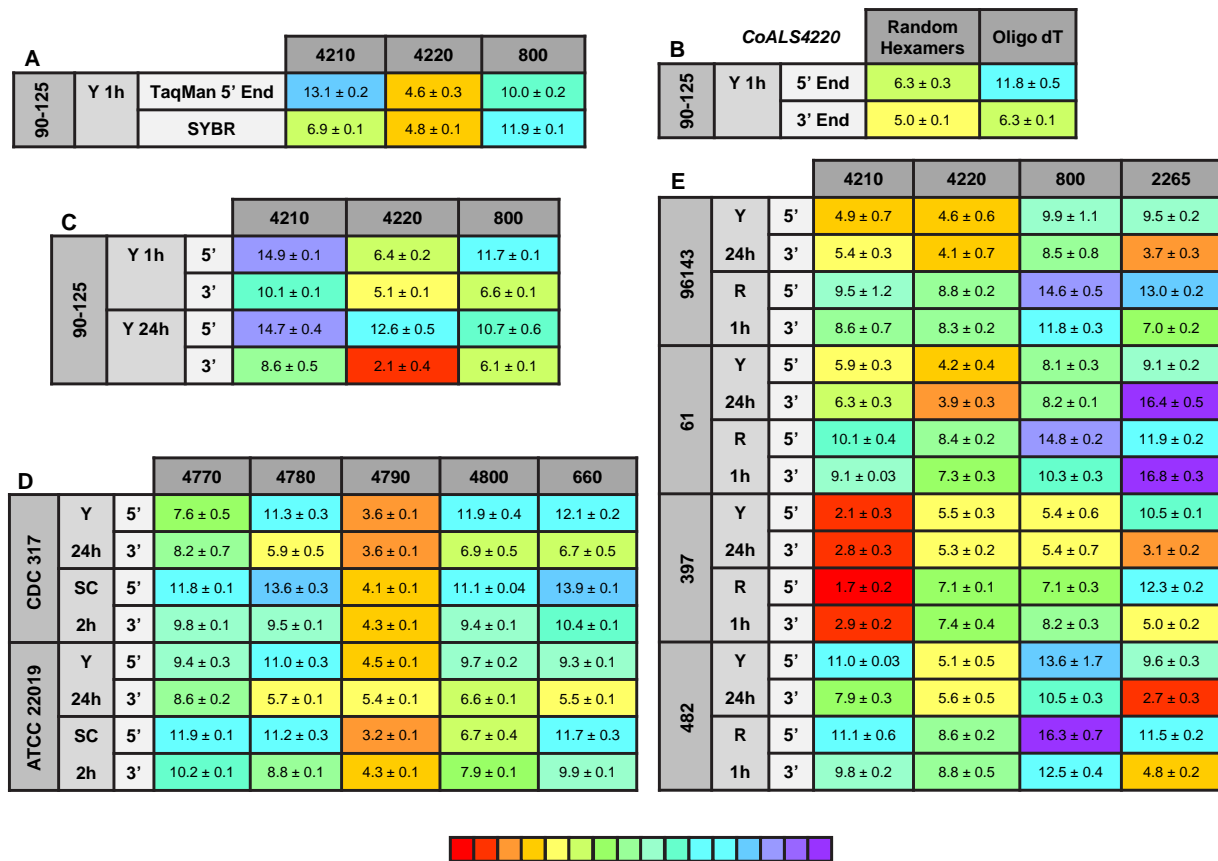 A
4210 4220 800
90-125 Y 1h TaqMan 5’ End 13.1 ± 0.2 4.6 ± 0.3 10.0 ± 0.2
SYBR 6.9 ± 0.1 4.8 ± 0.1 11.9 ± 0.1
B CoALS4220 Random Hexamers Oligo dT
90-125 Y 1h 5’ End 6.3 ± 0.3 11.8 ± 0.5
3’ End 5.0 ± 0.1 6.3 ± 0.1
C
4210 4220 800
90-125 Y 1h 5’ 14.9 ± 0.1 6.4 ± 0.2 11.7 ± 0.1
3’ 10.1 ± 0.1 5.1 ± 0.1 6.6 ± 0.1
Y 24h 5’ 14.7 ± 0.4 12.6 ± 0.5 10.7 ± 0.6
3’ 8.6 ± 0.5 2.1 ± 0.4 6.1 ± 0.1
D
4770 4780 4790 4800 660
CDC 317 Y 5’ 7.6 ± 0.5 11.3 ± 0.3 3.6 ± 0.1 11.9 ± 0.4 12.1 ± 0.2
24h 3’ 8.2 ± 0.7 5.9 ± 0.5 3.6 ± 0.1 6.9 ± 0.5 6.7 ± 0.5
SC 5’ 11.8 ± 0.1 13.6 ± 0.3 4.1 ± 0.1 11.1 ± 0.04 13.9 ± 0.1
2h 3’ 9.8 ± 0.1 9.5 ± 0.1 4.3 ± 0.1 9.4 ± 0.1 10.4 ± 0.1
ATCC 22019 Y 5’ 9.4 ± 0.3 11.0 ± 0.3 4.5 ± 0.1 9.7 ± 0.2 9.3 ± 0.1
24h 3’ 8.6 ± 0.2 5.7 ± 0.1 5.4 ± 0.1 6.6 ± 0.1 5.5 ± 0.1
SC 5’ 11.9 ± 0.1 11.2 ± 0.3 3.2 ± 0.1 6.7 ± 0.4 11.7 ± 0.3
2h 3’ 10.2 ± 0.1 8.8 ± 0.1 4.3 ± 0.1 7.9 ± 0.1 9.9 ± 0.1
E
4210 4220 800 2265
96143 Y 5’ 4.9 ± 0.7 4.6 ± 0.6 9.9 ± 1.1 9.5 ± 0.2
24h 3’ 5.4 ± 0.3 4.1 ± 0.7 8.5 ± 0.8 3.7 ± 0.3
R 5’ 9.5 ± 1.2 8.8 ± 0.2 14.6 ± 0.5 13.0 ± 0.2
1h 3’ 8.6 ± 0.7 8.3 ± 0.2 11.8 ± 0.3 7.0 ± 0.2
61 Y 5’ 5.9 ± 0.3 4.2 ± 0.4 8.1 ± 0.3 9.1 ± 0.2
24h 3’ 6.3 ± 0.3 3.9 ± 0.3 8.2 ± 0.1 16.4 ± 0.5
R 5’ 10.1 ± 0.4 8.4 ± 0.2 14.8 ± 0.2 11.9 ± 0.2
1h 3’ 9.1 ± 0.03 7.3 ± 0.3 10.3 ± 0.3 16.8 ± 0.3
397 Y 5’ 2.1 ± 0.3 5.5 ± 0.3 5.4 ± 0.6 10.5 ± 0.1
24h 3’ 2.8 ± 0.3 5.3 ± 0.2 5.4 ± 0.7 3.1 ± 0.2
R 5’ 1.7 ± 0.2 7.1 ± 0.1 7.1 ± 0.3 12.3 ± 0.2
1h 3’ 2.9 ± 0.2 7.4 ± 0.4 8.2 ± 0.3 5.0 ± 0.2
482 Y 5’ 11.0 ± 0.03 5.1 ± 0.5 13.6 ± 1.7 9.6 ± 0.3
24h 3’ 7.9 ± 0.3 5.6 ± 0.5 10.5 ± 0.3 2.7 ± 0.3
R 5’ 11.1 ± 0.6 8.6 ± 0.2 16.3 ± 0.7 11.5 ± 0.2
1h 3’ 9.8 ± 0.2 8.8 ± 0.5 12.5 ± 0.4 4.8 ± 0.2